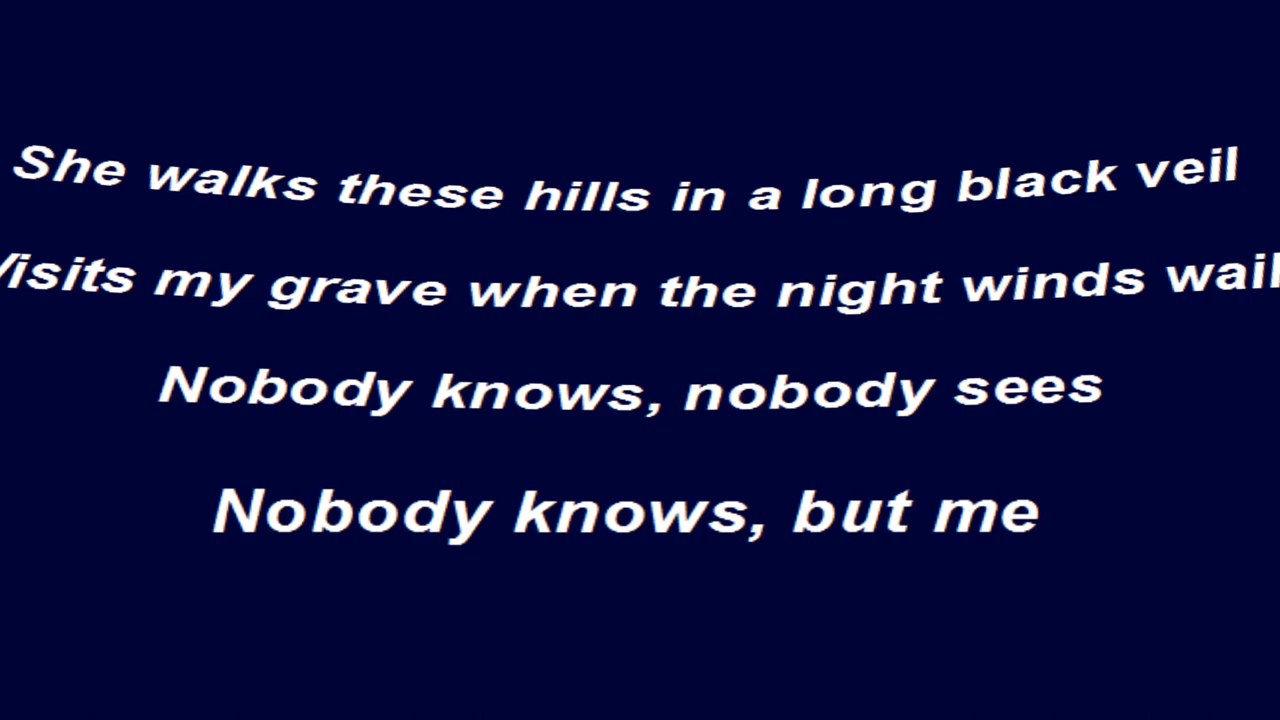 She walks these hills in a long black veil
Visits my grave when the night winds wail
Nobody knows, nobody sees
Nobody knows, but me